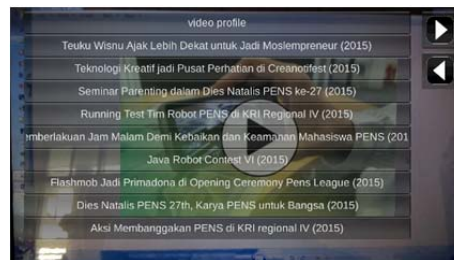 video profile
Teuku Wisnu Ajak Lebih Dekat untuk Jadi Moslempreneur (2015)
Teknologi Kreatif jadi Pusat Perhatian di Creanotifest (2015)
Seminar Parenting dalam Dies Natalis PENS ke-27 (2015)
Running Test Tim Robot PENS di KRI Regional IV (2015)
emberlakuan Jam Malam Demi Kebaikan dan Keamanan Mahasiswa PENS (201
Java Robot Contest VI (2015)
Flashmob Jadi Primadona di Opening Ceremony Pens League (2015)
Dies Natalis PENS 27th, Karya PENS untuk Bangsa (2015)
Aksi Membanggakan PENS di KRI regional IV (2015)